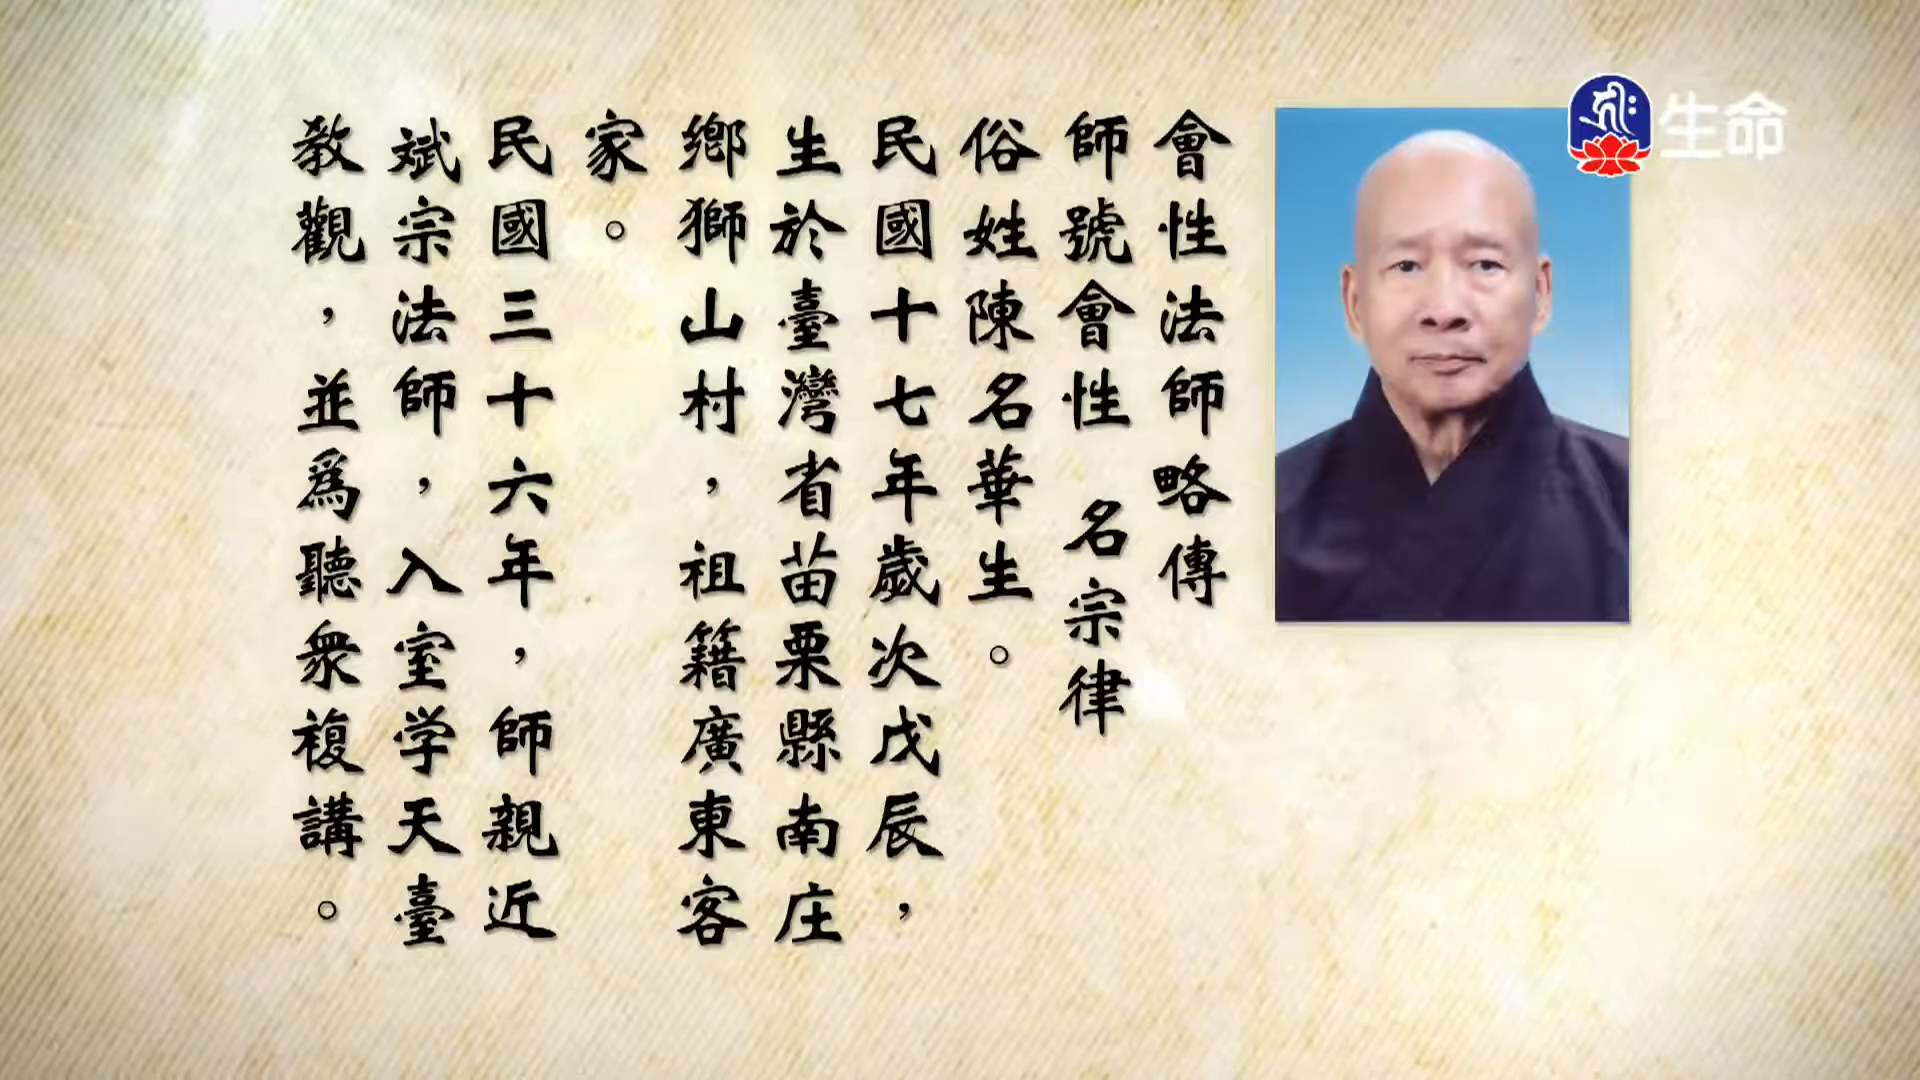 會性法師略傳
師號會性 名宗律
俗姓陳名華生。
民國十七年歲次戊辰，
生於臺灣省苗栗縣南庄
鄉獅山村，祖籍廣東客
家。
民國三十六年，師親近
斌宗法師，入室学天臺
教觀，並爲聽衆複講。
生命